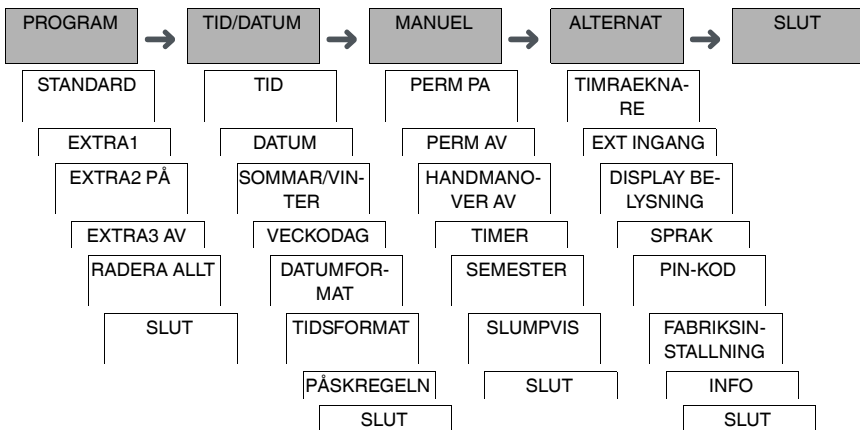 PROGRAM
TID/DATUM
MANUEL
ALTERNAT
SLUT
STANDARD
EXTRA1
EXTRA2 PÅ
EXTRA3 AV
RADERA ALLT
SLUT
TID
DATUM
SOMMAR/VIN-
TER
VECKODAG
DATUMFOR-
MAT
TIDSFORMAT
PÅSKREGELN
SLUT
PERM PA
PERM AV
HANDMANO-
VER AV
TIMER
SEMESTER
SLUMPVIS
SLUT
TIMRAEKNA-
RE
EXT INGANG
DISPLAY BE-
LYSNING
SPRAK
PIN-KOD
FABRIKSIN-
STALLNING
INFO
SLUT